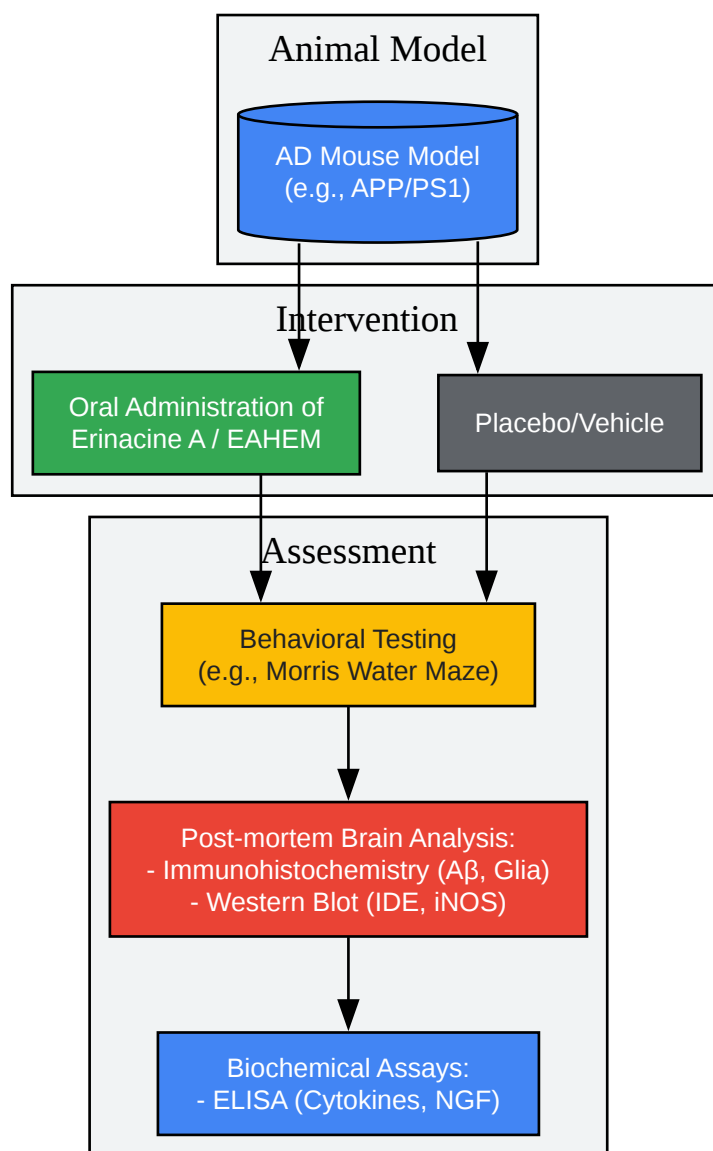 Animal Model
AD Mouse Model
(e.g., APP/PS1)
Intervention
Oral Administration of
Erinacine A / EAHEM
Placebo/Vehicle
Assessment
Behavioral Testing
(e.g., Morris Water Maze)
Post-mortem Brain Analysis:
- Immunohistochemistry (Aβ, Glia)
- Western Blot (IDE, iNOS)
Biochemical Assays:
- ELISA (Cytokines, NGF)